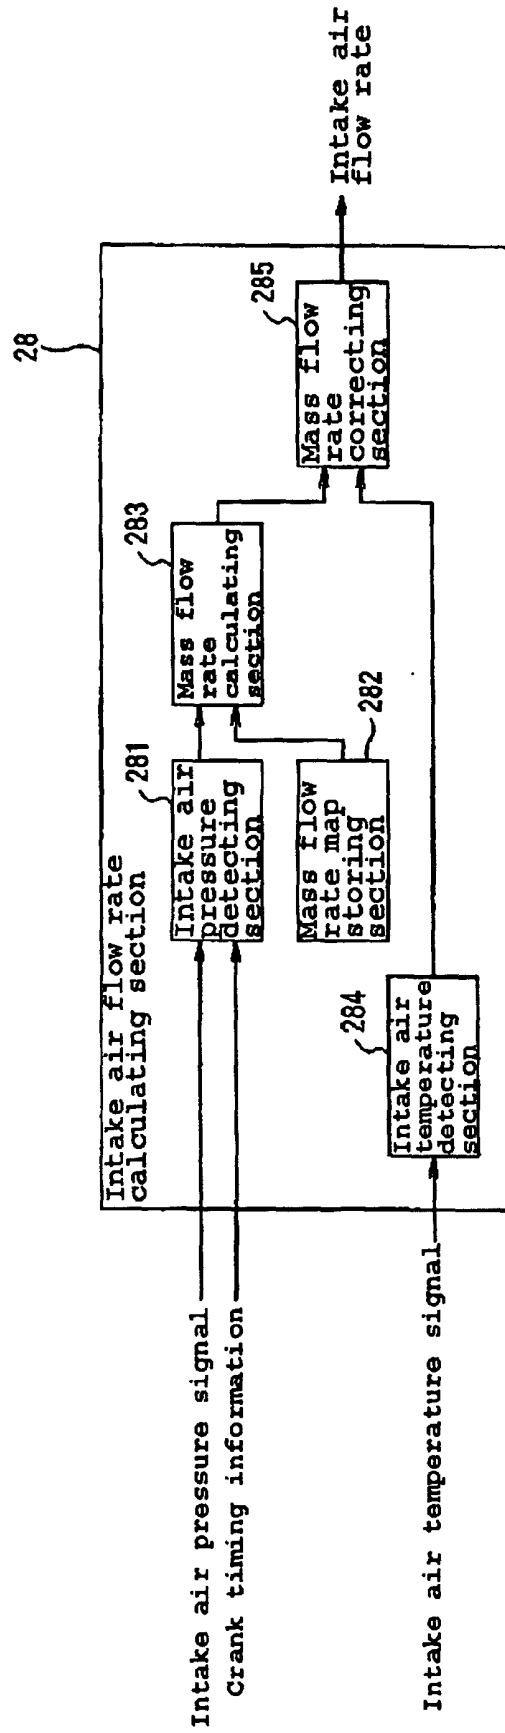 28
Intake air flow rate
calculating section
Intake air pressure signal
Crank timing information
281
Intake air
pressure
detecting
section
283
Mass flow
rate
calculating
section
282
Mass flow
rate map
storing
section
285
Mass flow
rate
correcting
section
Intake air
flow rate
Intake air temperature signal
284
Intake air
temperature
detecting
section